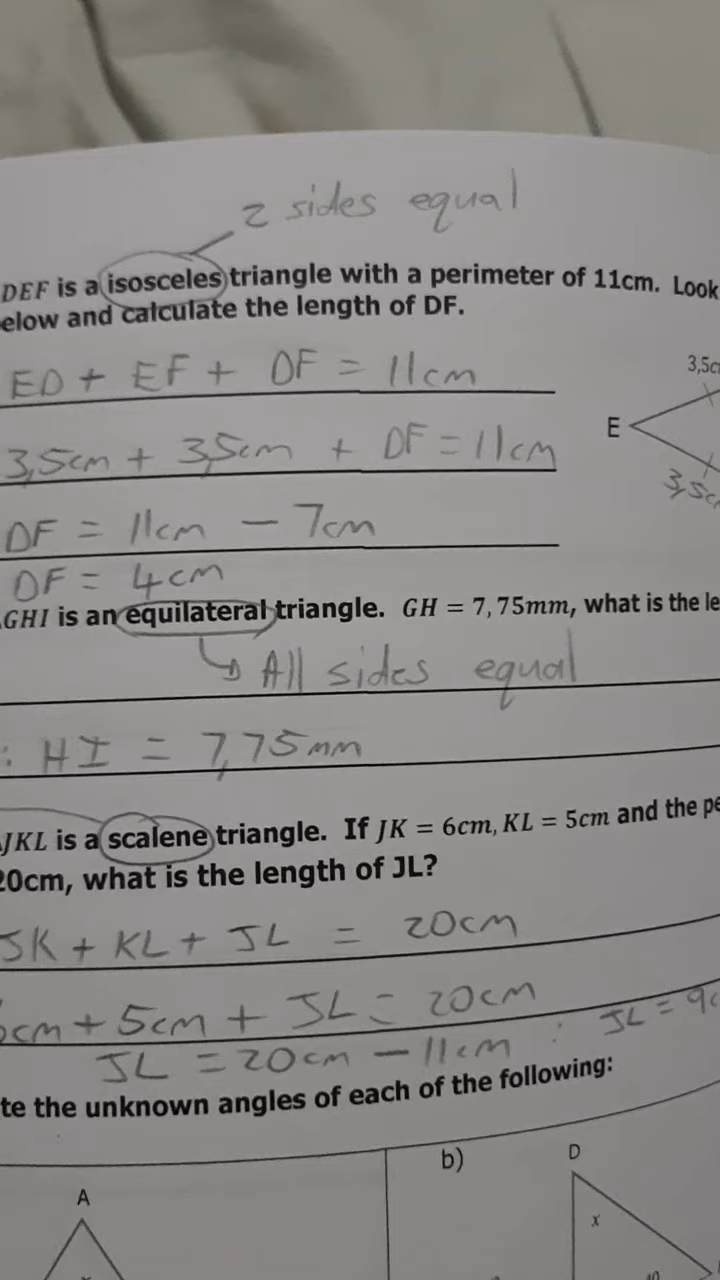 2 sides equal
DEF is a isosceles triangle with a perimeter of 11cm. Look
elow and calculate the length of DF.
ED + EF + DF = 11cm
3,5c
E
3,5cm + 3,5cm + DF = 11cm
3,5c
DF = 11cm - 7cm
DF = 4cm
GHI is an equilateral triangle. GH = 7,75mm, what is the le
All sides equal
: HI = 7,75mm
JKL is a scalene triangle. If JK = 6cm, KL = 5cm and the pe
20cm, what is the length of JL?
JK + KL + JL = 20cm
6cm + 5cm + JL = 20cm
JL = 20cm - 11cm : JL = 9c
te the unknown angles of each of the following:
b)
D
A
x